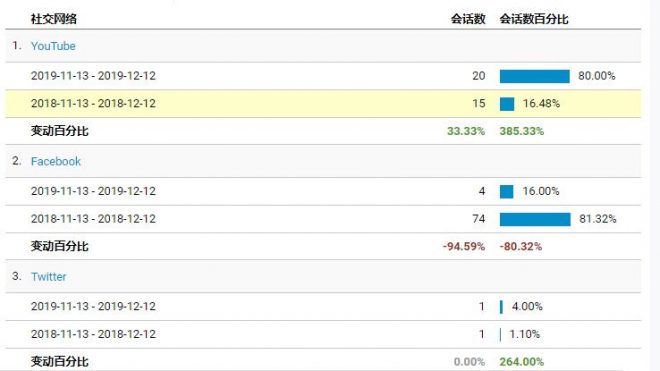 社交网络 会话数 会话数百分比
1. YouTube
2019-11-13 - 2019-12-12 20 80.00%
2018-11-13 - 2018-12-12 15 16.48%
变动百分比 33.33% 385.33%
2. Facebook
2019-11-13 - 2019-12-12 4 16.00%
2018-11-13 - 2018-12-12 74 81.32%
变动百分比 -94.59% -80.32%
3. Twitter
2019-11-13 - 2019-12-12 1 4.00%
2018-11-13 - 2018-12-12 1 1.10%
变动百分比 0.00% 264.00%